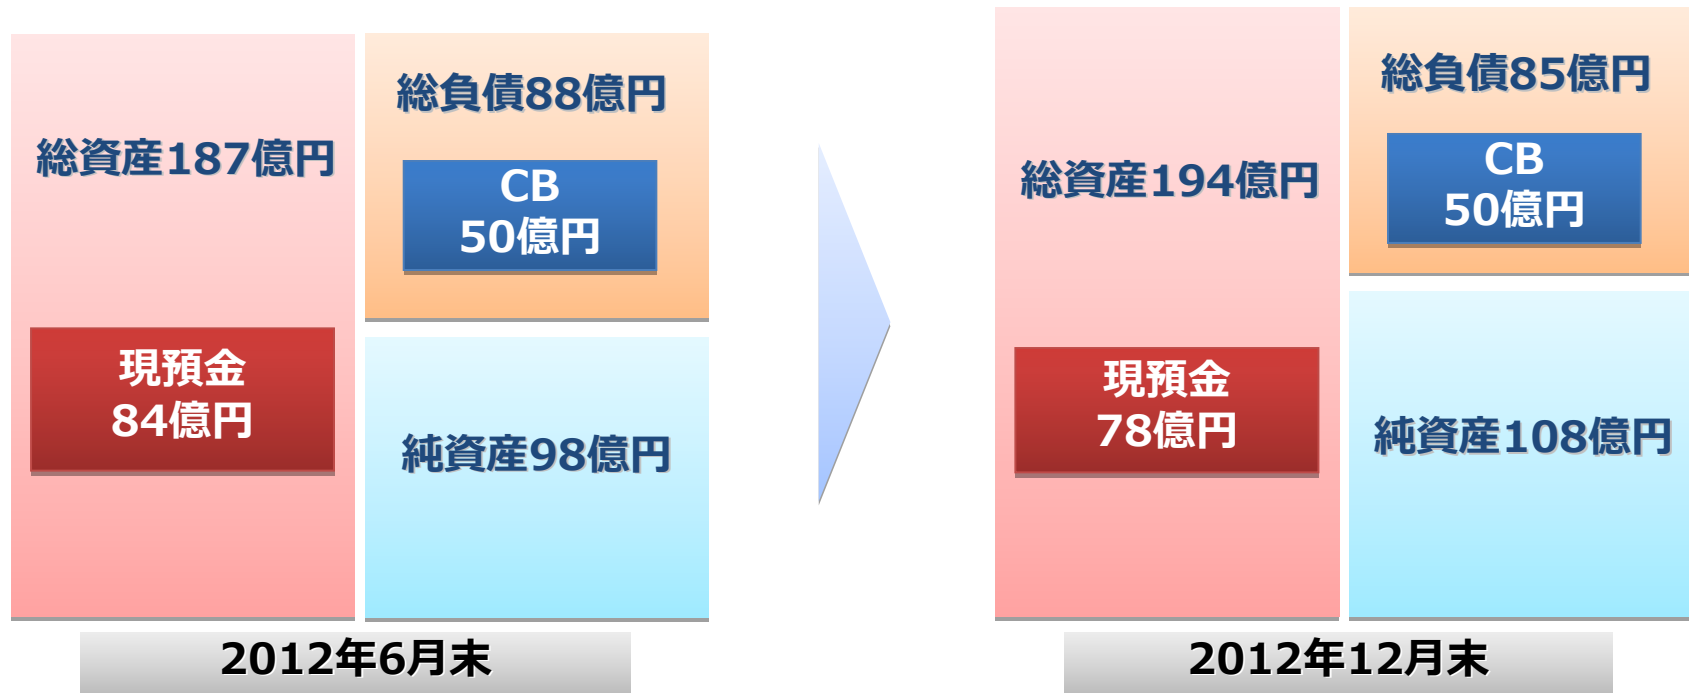 総資産187億円
現預金
84億円
総負債88億円
CB
50億円
純資産98億円
2012年6月末
総資産194億円
現預金
78億円
総負債85億円
CB
50億円
純資産108億円
2012年12月末